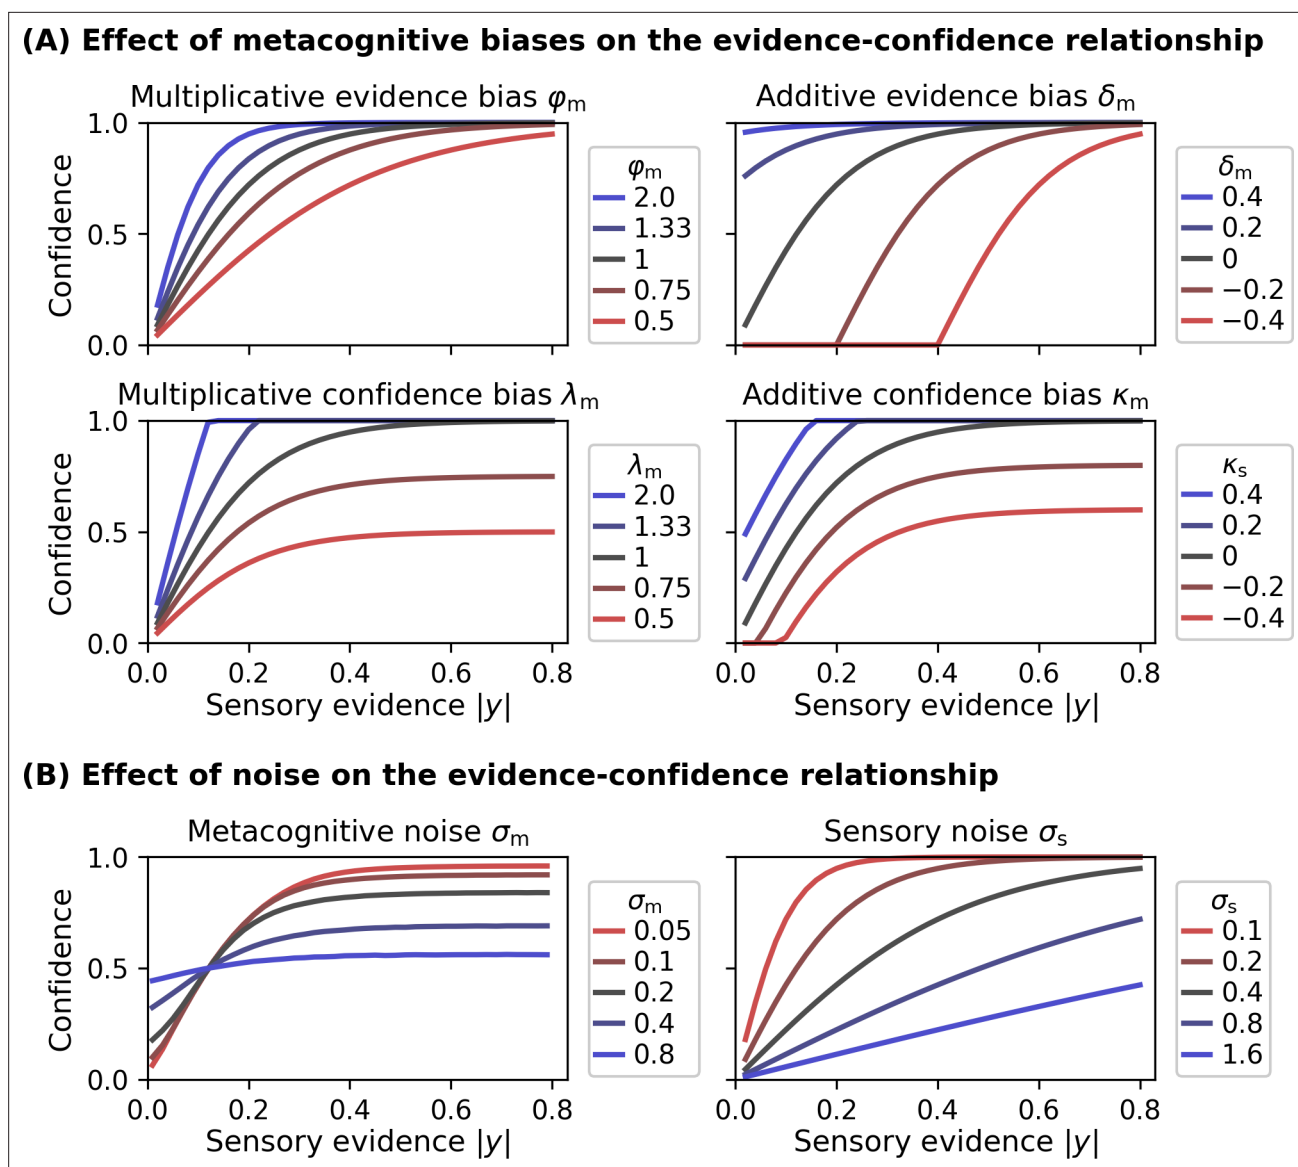 (A) Effect of metacognitive biases on the evidence-confidence relationship
Multiplicative evidence bias φm
Confidence
1.0
0.5
0.0
φm
2.0
1.33
1
0.75
0.5
Additive evidence bias δm
δm
0.4
0.2
0
−0.2
−0.4
Multiplicative confidence bias λm
Confidence
1.0
0.5
0.0
0.0 0.2 0.4 0.6 0.8
Sensory evidence |y|
λm
2.0
1.33
1
0.75
0.5
Additive confidence bias κm
0.0 0.2 0.4 0.6 0.8
Sensory evidence |y|
κs
0.4
0.2
0
−0.2
−0.4
(B) Effect of noise on the evidence-confidence relationship
Metacognitive noise σm
Confidence
1.0
0.5
0.0
0.0 0.2 0.4 0.6 0.8
Sensory evidence |y|
σm
0.05
0.1
0.2
0.4
0.8
Sensory noise σs
0.0 0.2 0.4 0.6 0.8
Sensory evidence |y|
σs
0.1
0.2
0.4
0.8
1.6